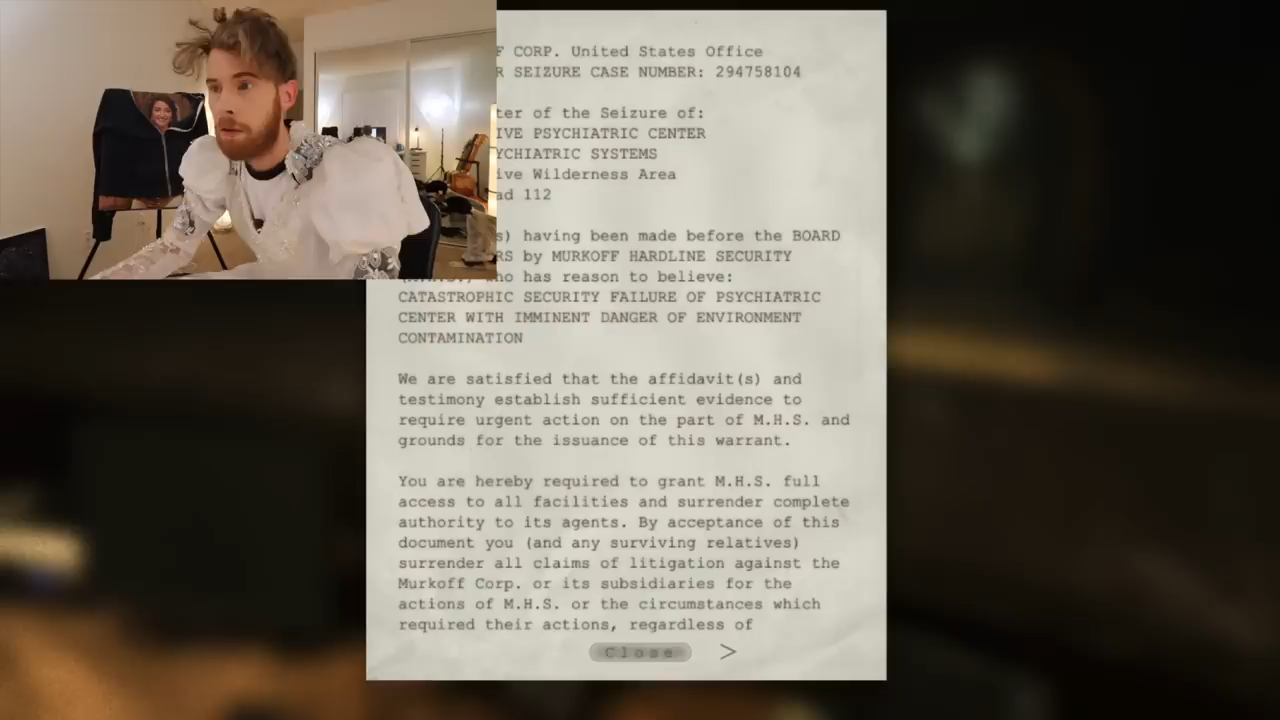 CORP. United States Office
SEIZURE CASE NUMBER: 294758104
of the Seizure of:
PSYCHIATRIC CENTER
SYSTEMS
Wilderness Area
112
having been made before the BOARD
by MURKOFF HARDLINE SECURITY
who has reason to believe:
CATASTROPHIC SECURITY FAILURE OF PSYCHIATRIC
CENTER WITH IMMINENT DANGER OF ENVIRONMENT
CONTAMINATION
We are satisfied that the affidavit(s) and
testimony establish sufficient evidence to
require urgent action on the part of M.H.S. and
grounds for the issuance of this warrant.
You are hereby required to grant M.H.S. full
access to all facilities and surrender complete
authority to its agents. By acceptance of this
document you (and any surviving relatives)
surrender all claims of litigation against the
Murkoff Corp. or its subsidiaries for the
actions of M.H.S. or the circumstances which
required their actions, regardless of
Close >